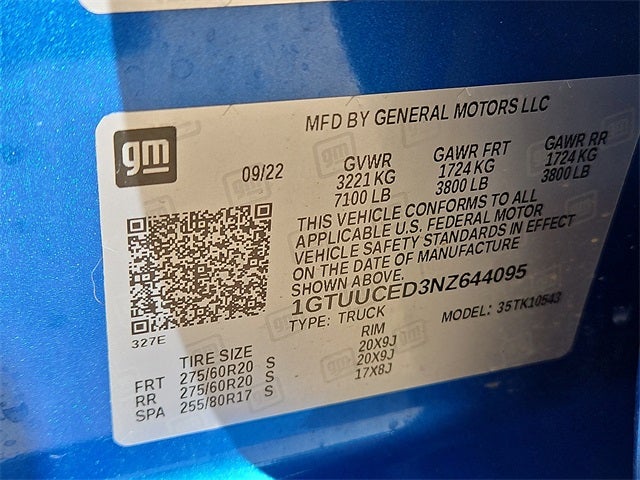 MFD BY GENERAL MOTORS LLC
gm
09/22
GVWR GAWR FRT GAWR RR
3221 KG 1724 KG 1724 KG
7100 LB 3800 LB 3800 LB
THIS VEHICLE CONFORMS TO ALL
APPLICABLE U.S. FEDERAL MOTOR
VEHICLE SAFETY STANDARDS IN EFFECT
ON THE DATE OF MANUFACTURE
SHOWN ABOVE.
1GTUUCED3NZ644095
TYPE: TRUCK MODEL: 35TK10543
327E
TIRE SIZE RIM
FRT 275/60R20 S 20X9J
RR 275/60R20 S 20X9J
SPA 255/80R17 S 17X8J